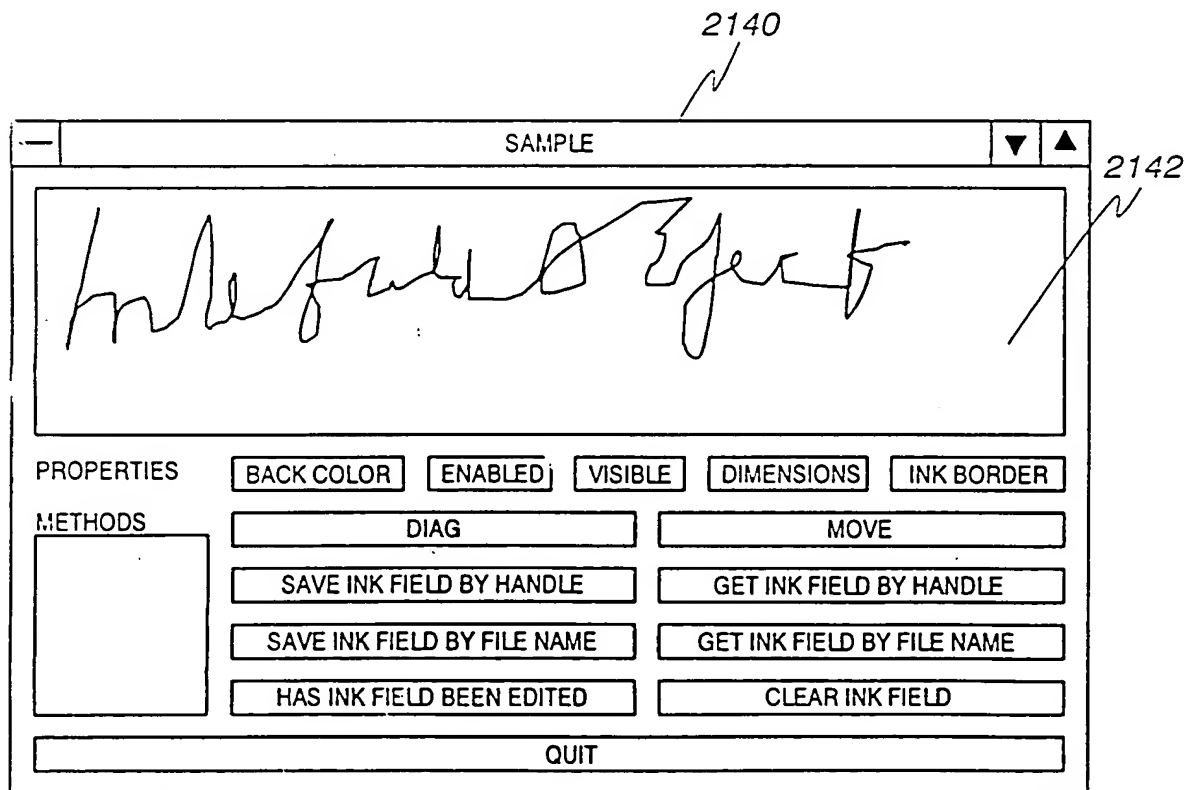 2140
SAMPLE
2142
PROPERTIES BACK COLOR ENABLED VISIBLE DIMENSIONS INK BORDER
METHODS DIAG MOVE
SAVE INK FIELD BY HANDLE GET INK FIELD BY HANDLE
SAVE INK FIELD BY FILE NAME GET INK FIELD BY FILE NAME
HAS INK FIELD BEEN EDITED CLEAR INK FIELD
QUIT